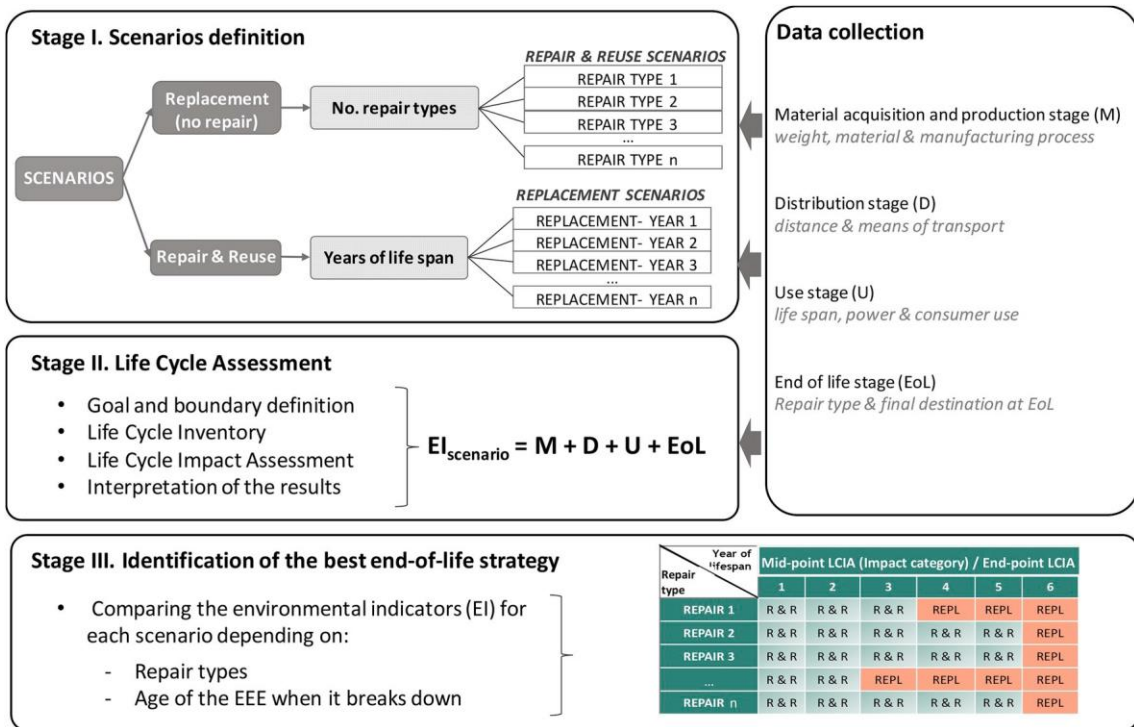 Stage I. Scenarios definition
SCENARIOS
Replacement
(no repair)
No. repair types
REPAIR & REUSE SCENARIOS
REPAIR TYPE 1
REPAIR TYPE 2
REPAIR TYPE 3
...
REPAIR TYPE n
Repair & Reuse
Years of life span
REPLACEMENT SCENARIOS
REPLACEMENT- YEAR 1
REPLACEMENT- YEAR 2
REPLACEMENT- YEAR 3
...
REPLACEMENT- YEAR n
Data collection
Material acquisition and production stage (M)
weight, material & manufacturing process
Distribution stage (D)
distance & means of transport
Use stage (U)
life span, power & consumer use
End of life stage (EoL)
Repair type & final destination at EoL
Stage II. Life Cycle Assessment
• Goal and boundary definition
• Life Cycle Inventory
• Life Cycle Impact Assessment
• Interpretation of the results
EIscenario = M + D + U + EoL
Stage III. Identification of the best end-of-life strategy
• Comparing the environmental indicators (EI) for
each scenario depending on:
- Repair types
- Age of the EEE when it breaks down
Year of
lifespan
Repair
type
Mid-point LCIA (Impact category) / End-point LCIA
1 2 3 4 5 6
REPAIR 1 R & R R & R R & R REPL REPL REPL
REPAIR 2 R & R R & R R & R R & R R & R REPL
REPAIR 3 R & R R & R R & R R & R R & R REPL
... R & R R & R REPL REPL REPL REPL
REPAIR n R & R R & R R & R R & R R & R REPL